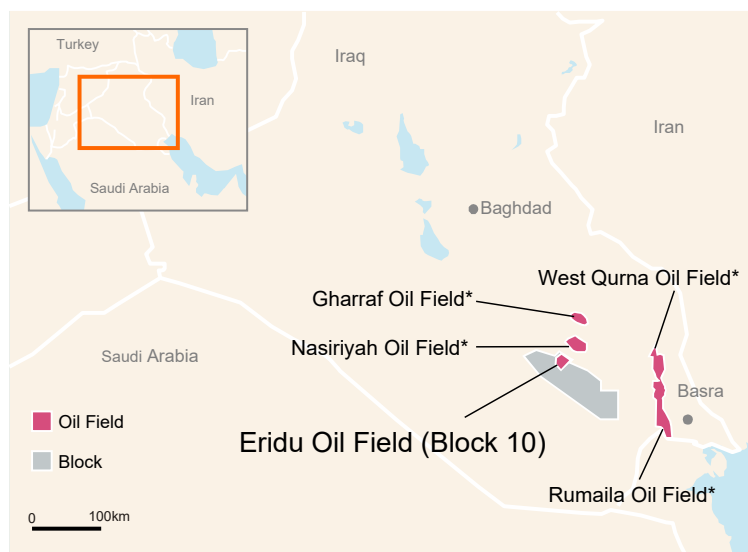 Turkey
Iran
Saudi Arabia
Iraq
Iran
Baghdad
West Qurna Oil Field*
Gharraf Oil Field*
Nasiriyah Oil Field*
Saudi Arabia
Basra
Oil Field
Eridu Oil Field (Block 10)
Block
Rumaila Oil Field*
0 100km